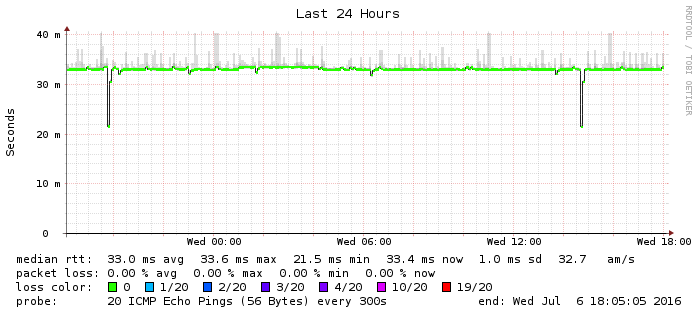 Last 24 Hours
RRDTOOL / TOBI OETIKER
Seconds
40 m
30 m
20 m
10 m
0
Wed 00:00 Wed 06:00 Wed 12:00 Wed 18:00
median rtt: 33.0 ms avg 33.6 ms max 21.5 ms min 33.4 ms now 1.0 ms sd 32.7 am/s
packet loss: 0.00 % avg 0.00 % max 0.00 % min 0.00 % now
loss color: 0 1/20 2/20 3/20 4/20 10/20 19/20
probe: 20 ICMP Echo Pings (56 Bytes) every 300s end: Wed Jul 6 18:05:05 2016